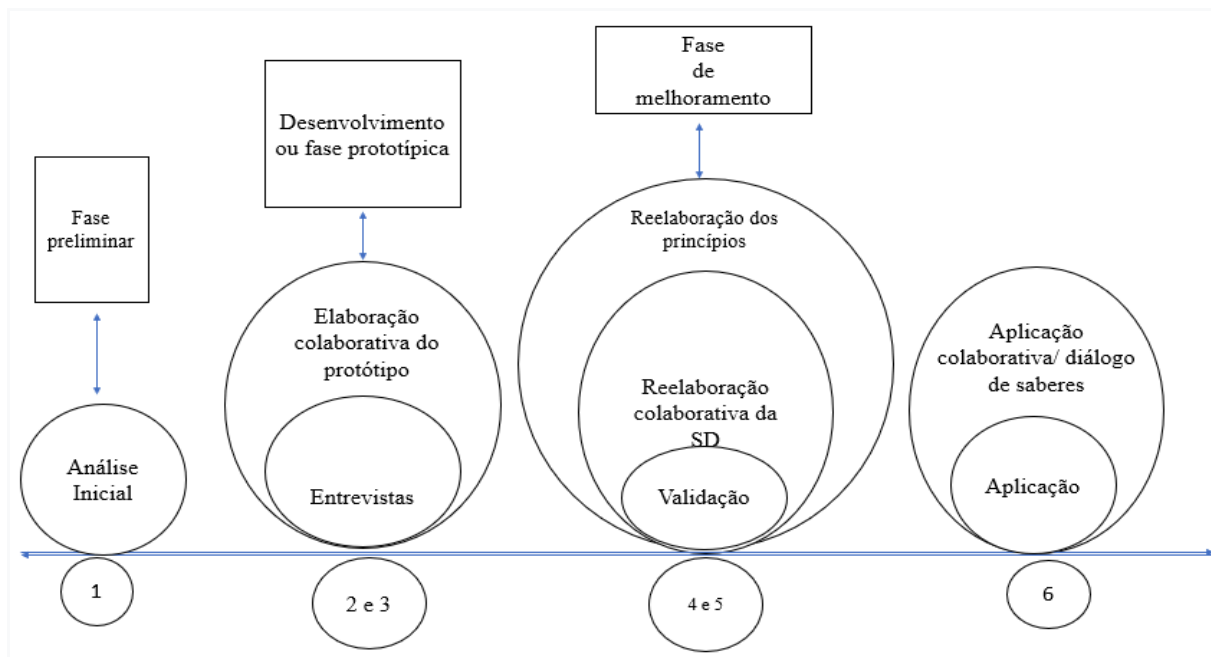 Fase
preliminar
Análise
Inicial
1
Desenvolvimento
ou fase prototípica
Elaboração
colaborativa do
protótipo
Entrevistas
2 e 3
Fase
de
melhoramento
Reelaboração dos
princípios
Reelaboração
colaborativa da
SD
Validação
4 e 5
Aplicação
colaborativa/ diálogo
de saberes
Aplicação
6